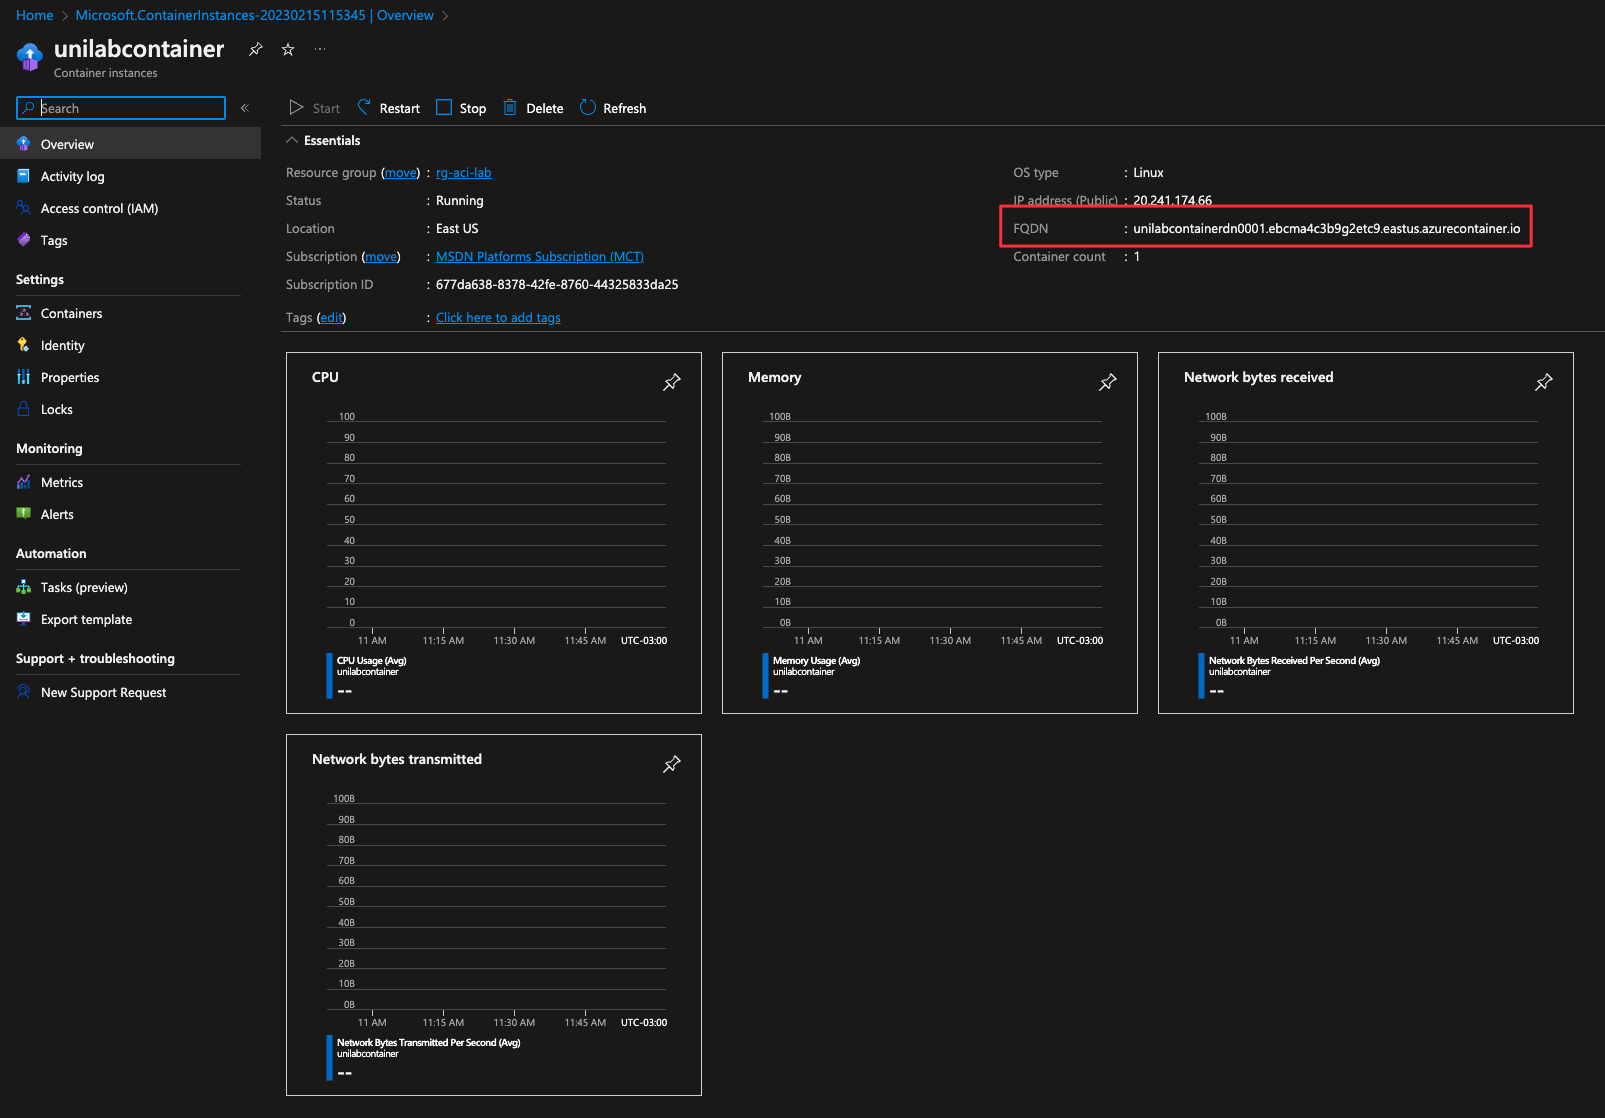 Home > Microsoft.ContainerInstances-20230215115345 | Overview >
unilabcontainer
Container instances
Search
«
Start Restart Stop Delete Refresh
Overview
Activity log
Access control (IAM)
Tags
Settings
Containers
Identity
Properties
Locks
Monitoring
Metrics
Alerts
Automation
Tasks (preview)
Export template
Support + troubleshooting
New Support Request
Essentials
Resource group (move) : rg-aci-lab
Status : Running
Location : East US
Subscription (move) : MSDN Platforms Subscription (MCT)
Subscription ID : 677da638-8378-42fe-8760-44325833da25
Tags (edit) : Click here to add tags
OS type : Linux
IP address (Public) : 20.241.174.66
FQDN : unilabcontainerdn0001.ebcma4c3b9g2etc9.eastus.azurecontainer.io
Container count : 1
CPU
100
90
80
70
60
50
40
30
20
10
0
11 AM 11:15 AM 11:30 AM 11:45 AM UTC-03:00
CPU Usage (Avg)
unilabcontainer
--
Memory
100B
90B
80B
70B
60B
50B
40B
30B
20B
10B
0B
11 AM 11:15 AM 11:30 AM 11:45 AM UTC-03:00
Memory Usage (Avg)
unilabcontainer
--
Network bytes received
100B
90B
80B
70B
60B
50B
40B
30B
20B
10B
0B
11 AM 11:15 AM 11:30 AM 11:45 AM UTC-03:00
Network Bytes Received Per Second (Avg)
unilabcontainer
--
Network bytes transmitted
100B
90B
80B
70B
60B
50B
40B
30B
20B
10B
0B
11 AM 11:15 AM 11:30 AM 11:45 AM UTC-03:00
Network Bytes Transmitted Per Second (Avg)
unilabcontainer
--